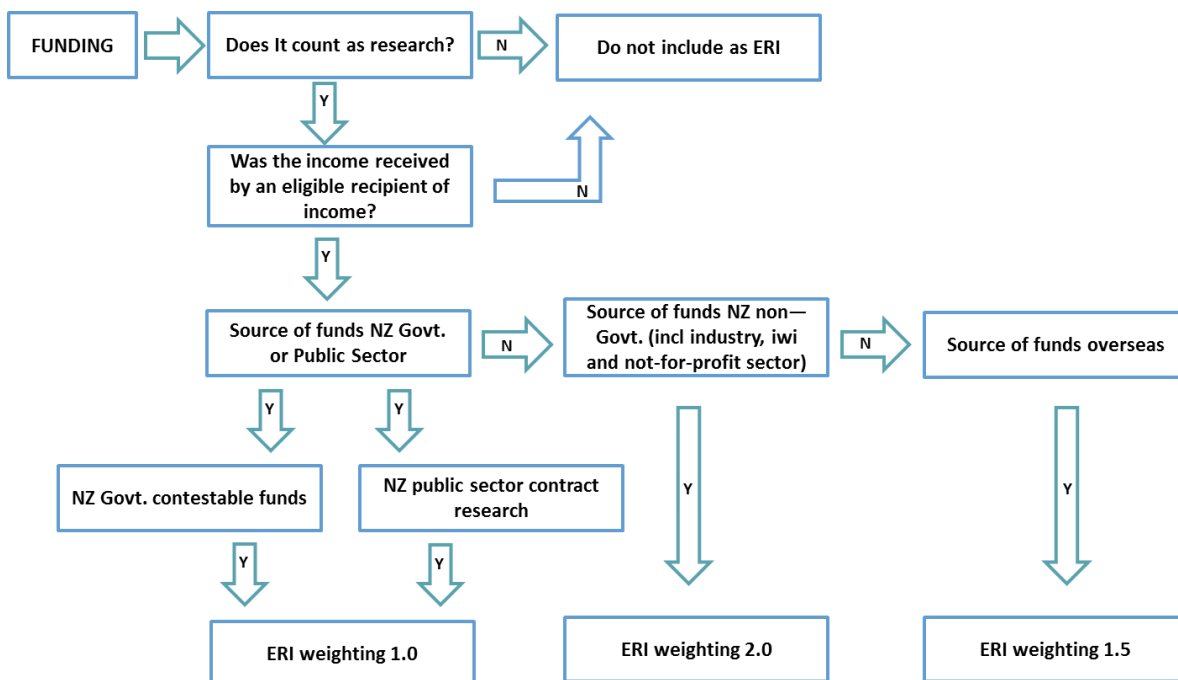 FUNDING
Does It count as research?
N
Do not include as ERI
Y
Was the income received
by an eligible recipient of
income?
N
Y
Source of funds NZ Govt.
or Public Sector
N
Source of funds NZ non—
Govt. (incl industry, iwi
and not-for-profit sector)
N
Source of funds overseas
Y
Y
NZ Govt. contestable funds
NZ public sector contract
research
Y
Y
Y
Y
ERI weighting 1.0
ERI weighting 2.0
ERI weighting 1.5